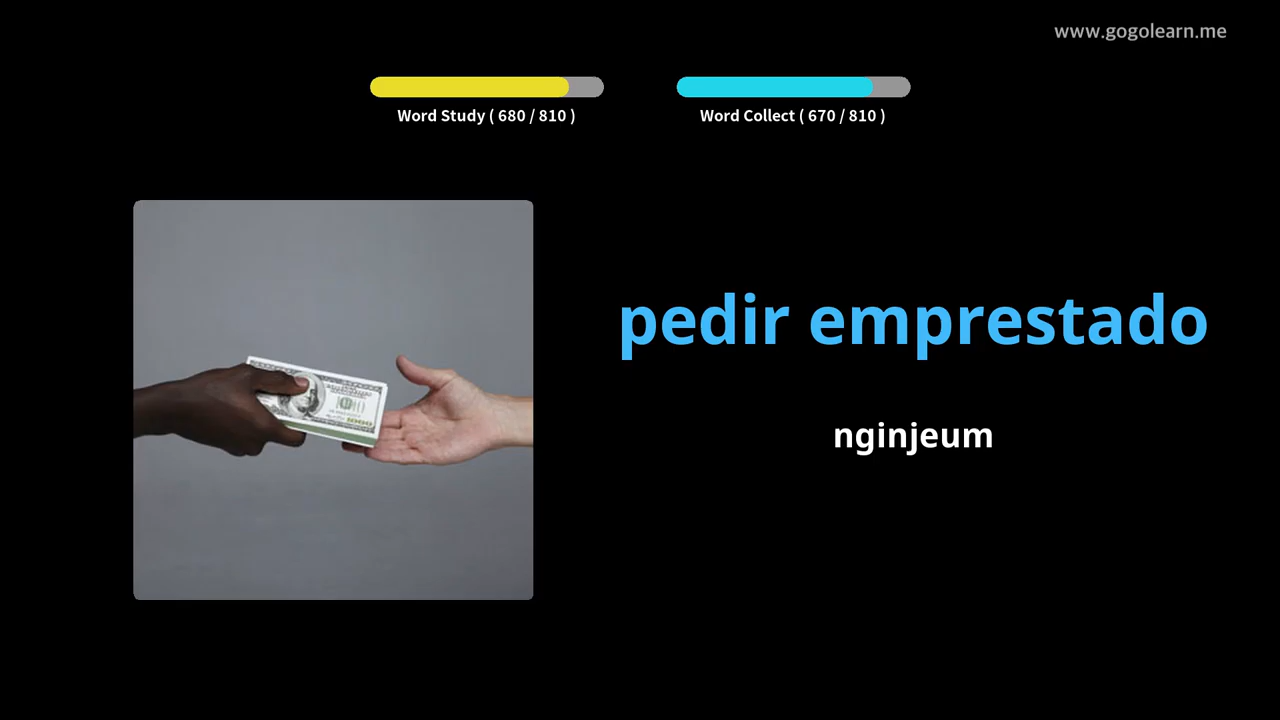 www.gogolearn.me
Word Study ( 680 / 810 )
Word Collect ( 670 / 810 )
pedir emprestado
nginjeum